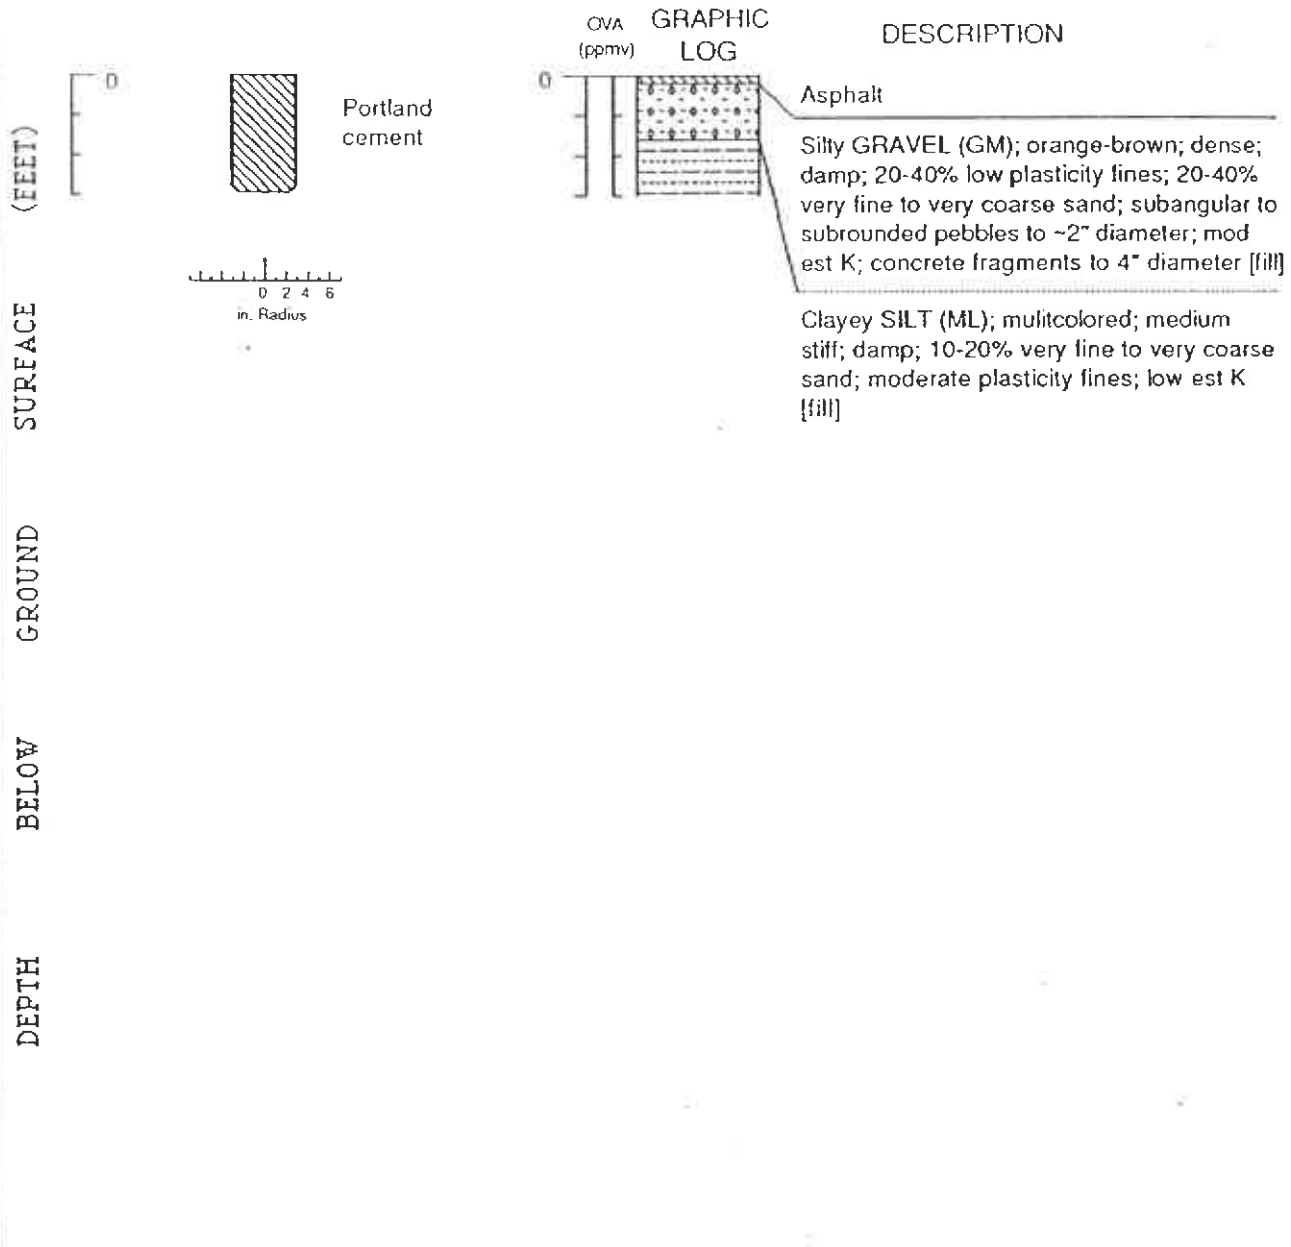 OVA
(ppmv)
GRAPHIC
LOG
DESCRIPTION
0
Portland
cement
0
Asphalt
Silty GRAVEL (GM); orange-brown; dense;
damp; 20-40% low plasticity fines; 20-40%
very fine to very coarse sand; subangular to
subrounded pebbles to ~2" diameter; mod
est K; concrete fragments to 4" diameter [fill]
Clayey SILT (ML); mulitcolored; medium
stiff; damp; 10-20% very fine to very coarse
sand; moderate plasticity fines; low est K
[fill]
0 2 4 6
in. Radius
DEPTH BELOW GROUND SURFACE (FEET)